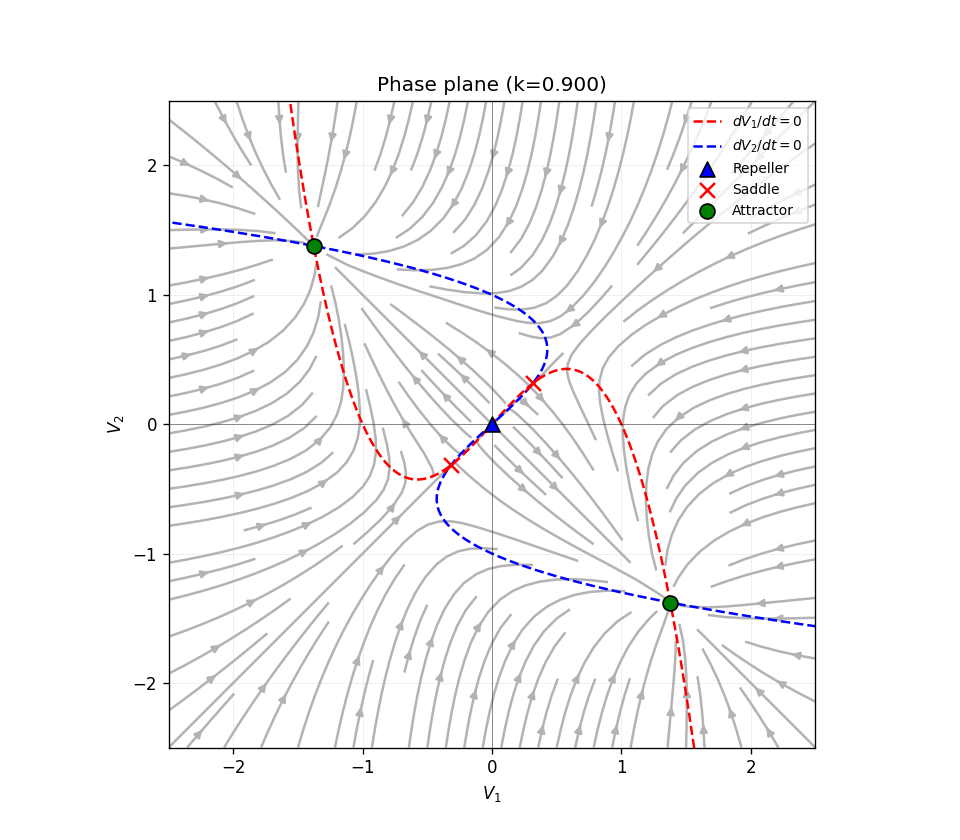 Phase plane (k=0.900)
dV₁/dt = 0
dV₂/dt = 0
Repeller
Saddle
Attractor
2
1
0
−1
−2
V₂
−2
−1
0
1
2
V₁